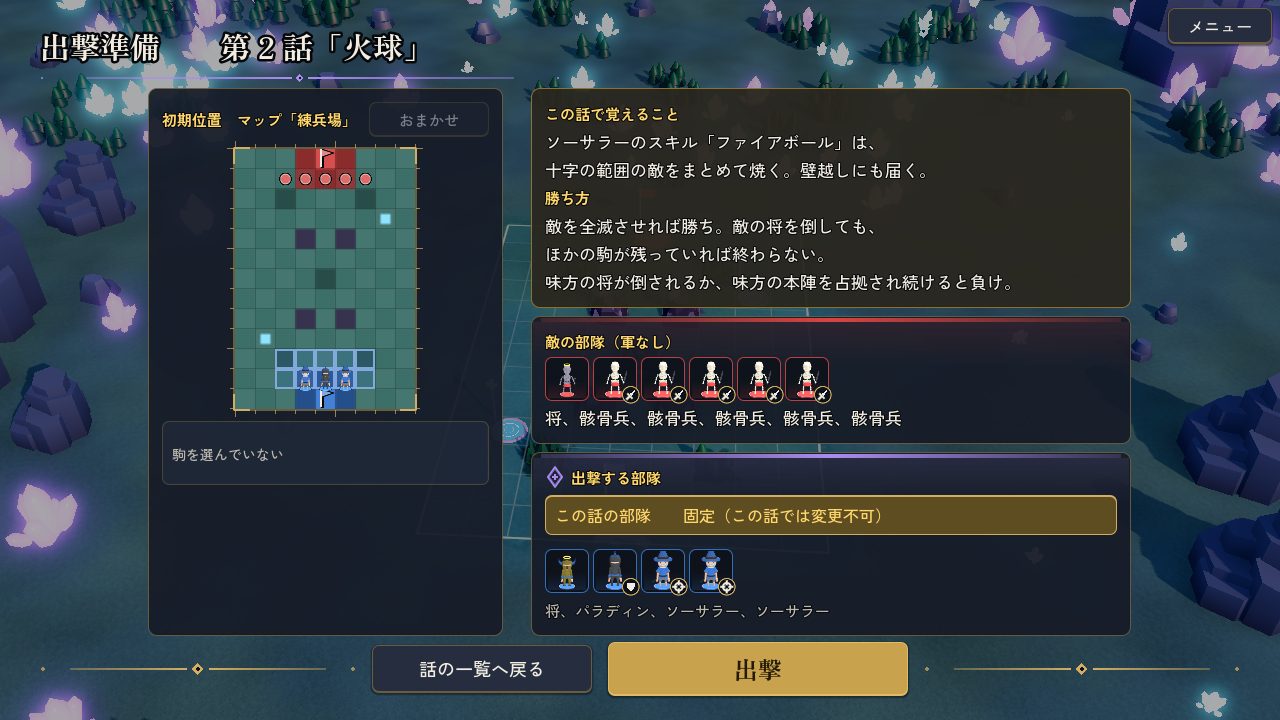 出撃準備　　第２話「火球」
メニュー
初期位置　マップ「練兵場」
おまかせ
駒を選んでいない
この話で覚えること
ソーサラーのスキル「ファイアボール」は、
十字の範囲の敵をまとめて焼く。壁越しにも届く。
勝ち方
敵を全滅させれば勝ち。敵の将を倒しても、
ほかの駒が残っていれば終わらない。
味方の将が倒されるか、味方の本陣を占拠され続けると負け。
敵の部隊（軍なし）
将、骸骨兵、骸骨兵、骸骨兵、骸骨兵、骸骨兵
出撃する部隊
この話の部隊　　固定（この話では変更不可）
将、パラディン、ソーサラー、ソーサラー
話の一覧へ戻る
出撃